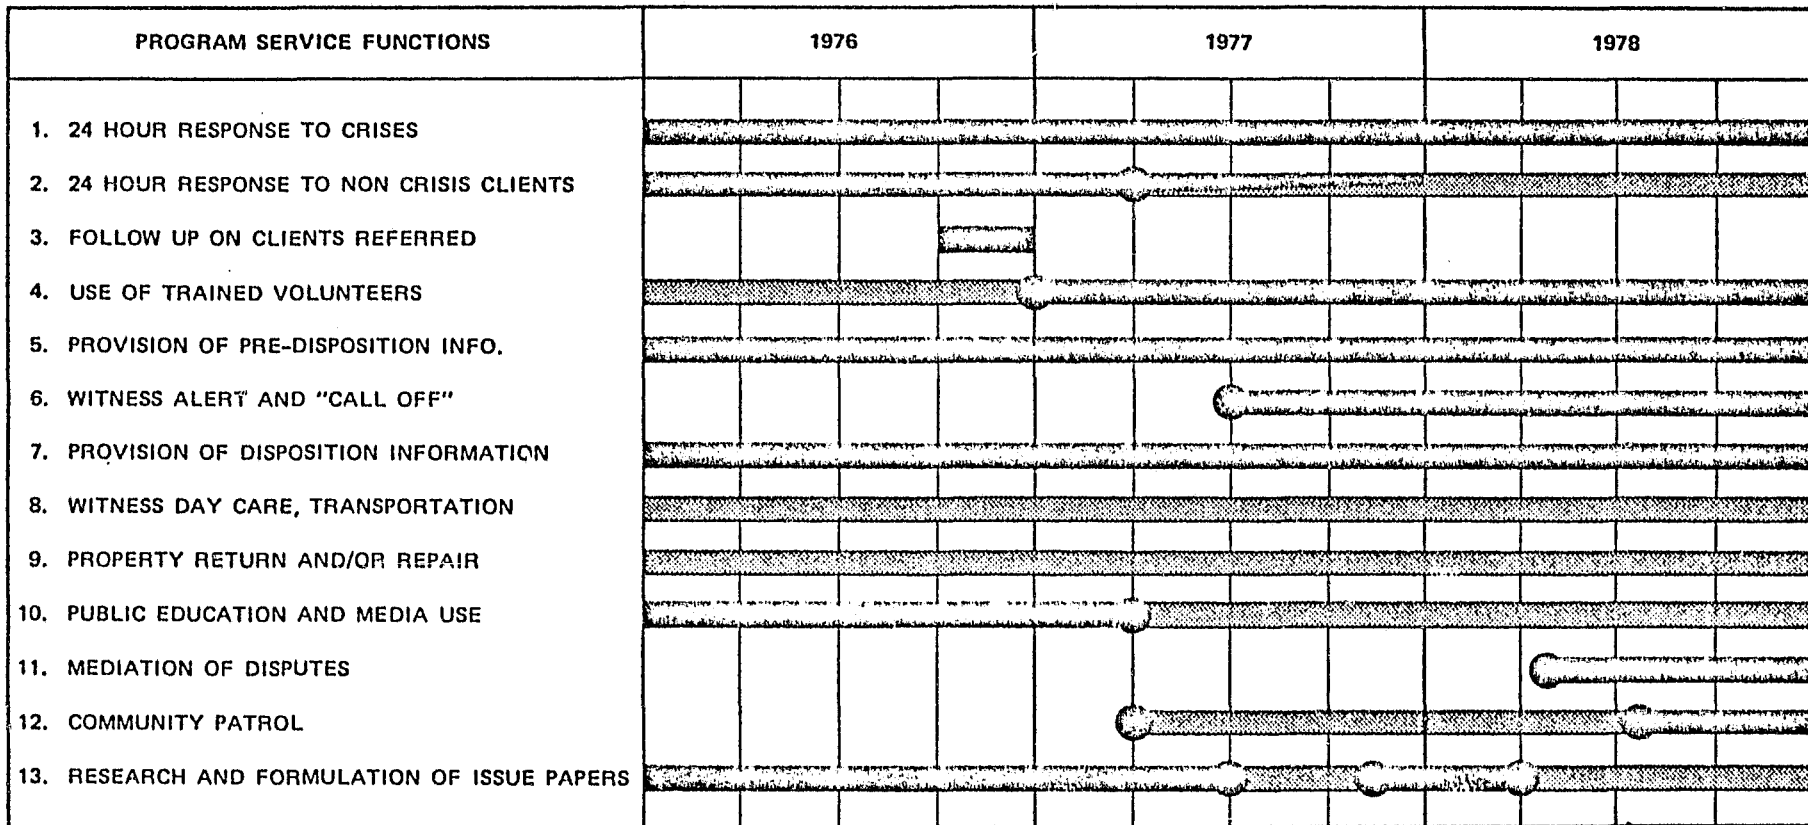 PROGRAM SERVICE FUNCTIONS 1976 1977 1978
1. 24 HOUR RESPONSE TO CRISES
2. 24 HOUR RESPONSE TO NON CRISIS CLIENTS
3. FOLLOW UP ON CLIENTS REFERRED
4. USE OF TRAINED VOLUNTEERS
5. PROVISION OF PRE-DISPOSITION INFO.
6. WITNESS ALERT AND "CALL OFF"
7. PROVISION OF DISPOSITION INFORMATION
8. WITNESS DAY CARE, TRANSPORTATION
9. PROPERTY RETURN AND/OR REPAIR
10. PUBLIC EDUCATION AND MEDIA USE
11. MEDIATION OF DISPUTES
12. COMMUNITY PATROL
13. RESEARCH AND FORMULATION OF ISSUE PAPERS